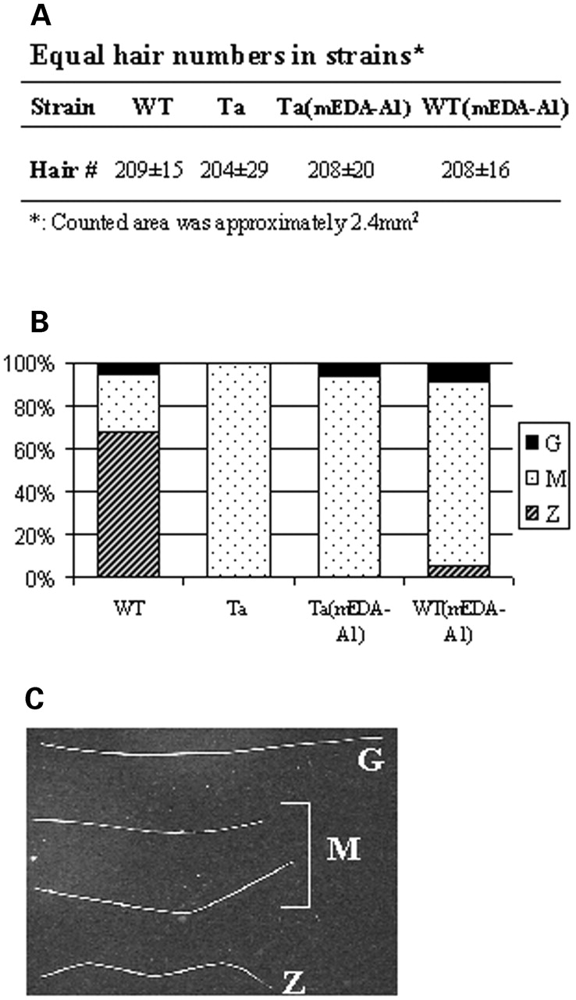 A
Equal hair numbers in strains*
Strain WT Ta Ta(mEDA-A1) WT(mEDA-A1)
Hair # 209±15 204±29 208±20 208±16
*: Counted area was approximately 2.4mm²
B
100%
80%
60%
40%
20%
0%
WT Ta Ta(mEDA-A1) WT(mEDA-A1)
G
M
Z
C
G
M
Z